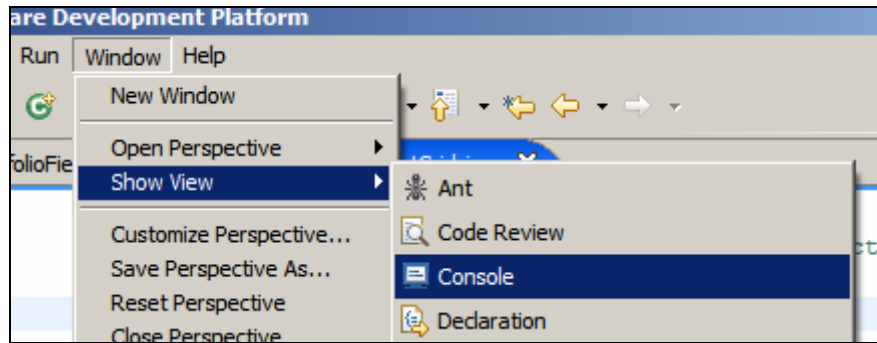 are Development Platform
Run Window Help
New Window
Open Perspective
folioFie
Show View
Ant
Code Review
Customize Perspective...
Console
Save Perspective As...
Reset Perspective
Declaration
Close Perspective